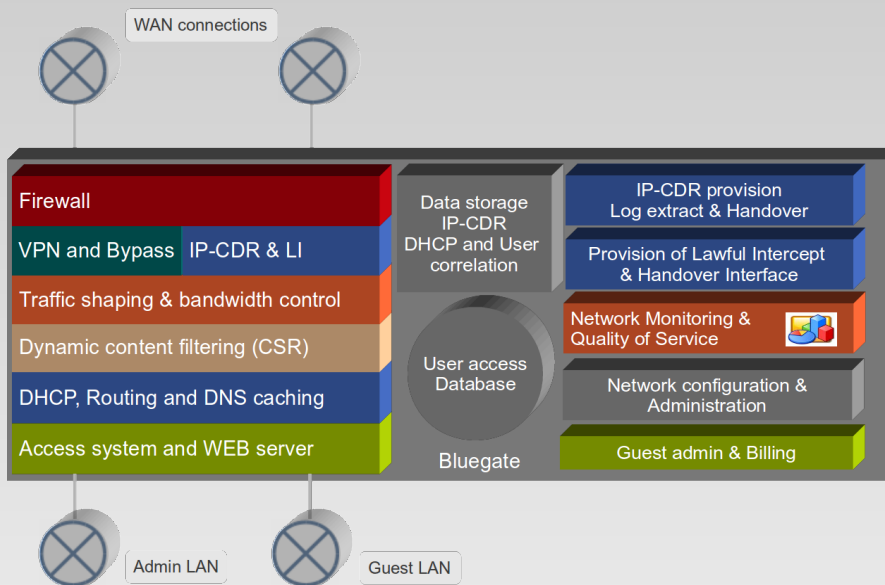 WAN connections
Firewall
VPN and Bypass
IP-CDR & LI
Traffic shaping & bandwidth control
Dynamic content filtering (CSR)
DHCP, Routing and DNS caching
Access system and WEB server
Data storage
IP-CDR
DHCP and User
correlation
User access
Database
Bluegate
IP-CDR provision
Log extract & Handover
Provision of Lawful Intercept
& Handover Interface
Network Monitoring &
Quality of Service
Network configuration &
Administration
Guest admin & Billing
Admin LAN
Guest LAN